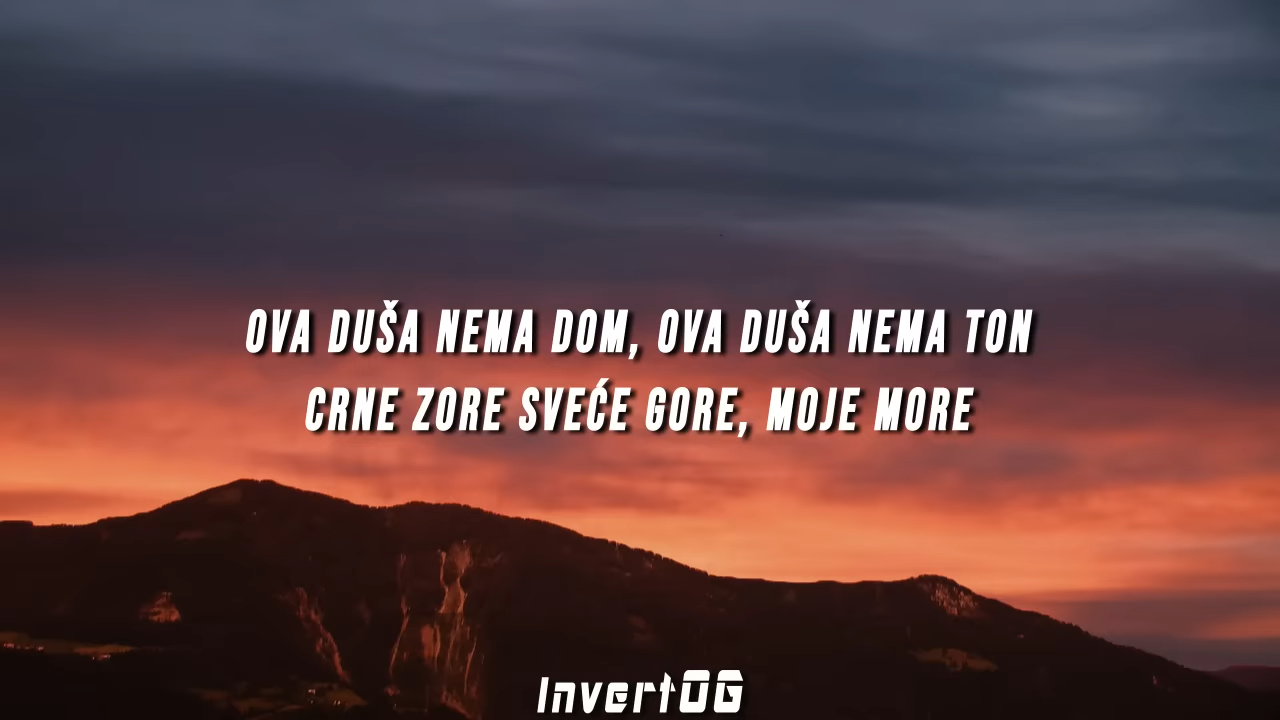 OVA DUŠA NEMA DOM, OVA DUŠA NEMA TON
CRNE ZORE SVEĆE GORE, MOJE MORE
InvertOG